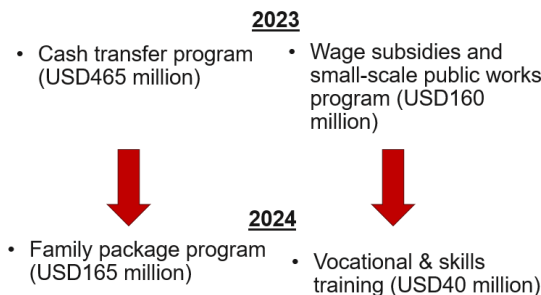 2023
• Cash transfer program
(USD465 million)
• Wage subsidies and
small-scale public works
program (USD160
million)
2024
• Family package program
(USD165 million)
• Vocational & skills
training (USD40 million)